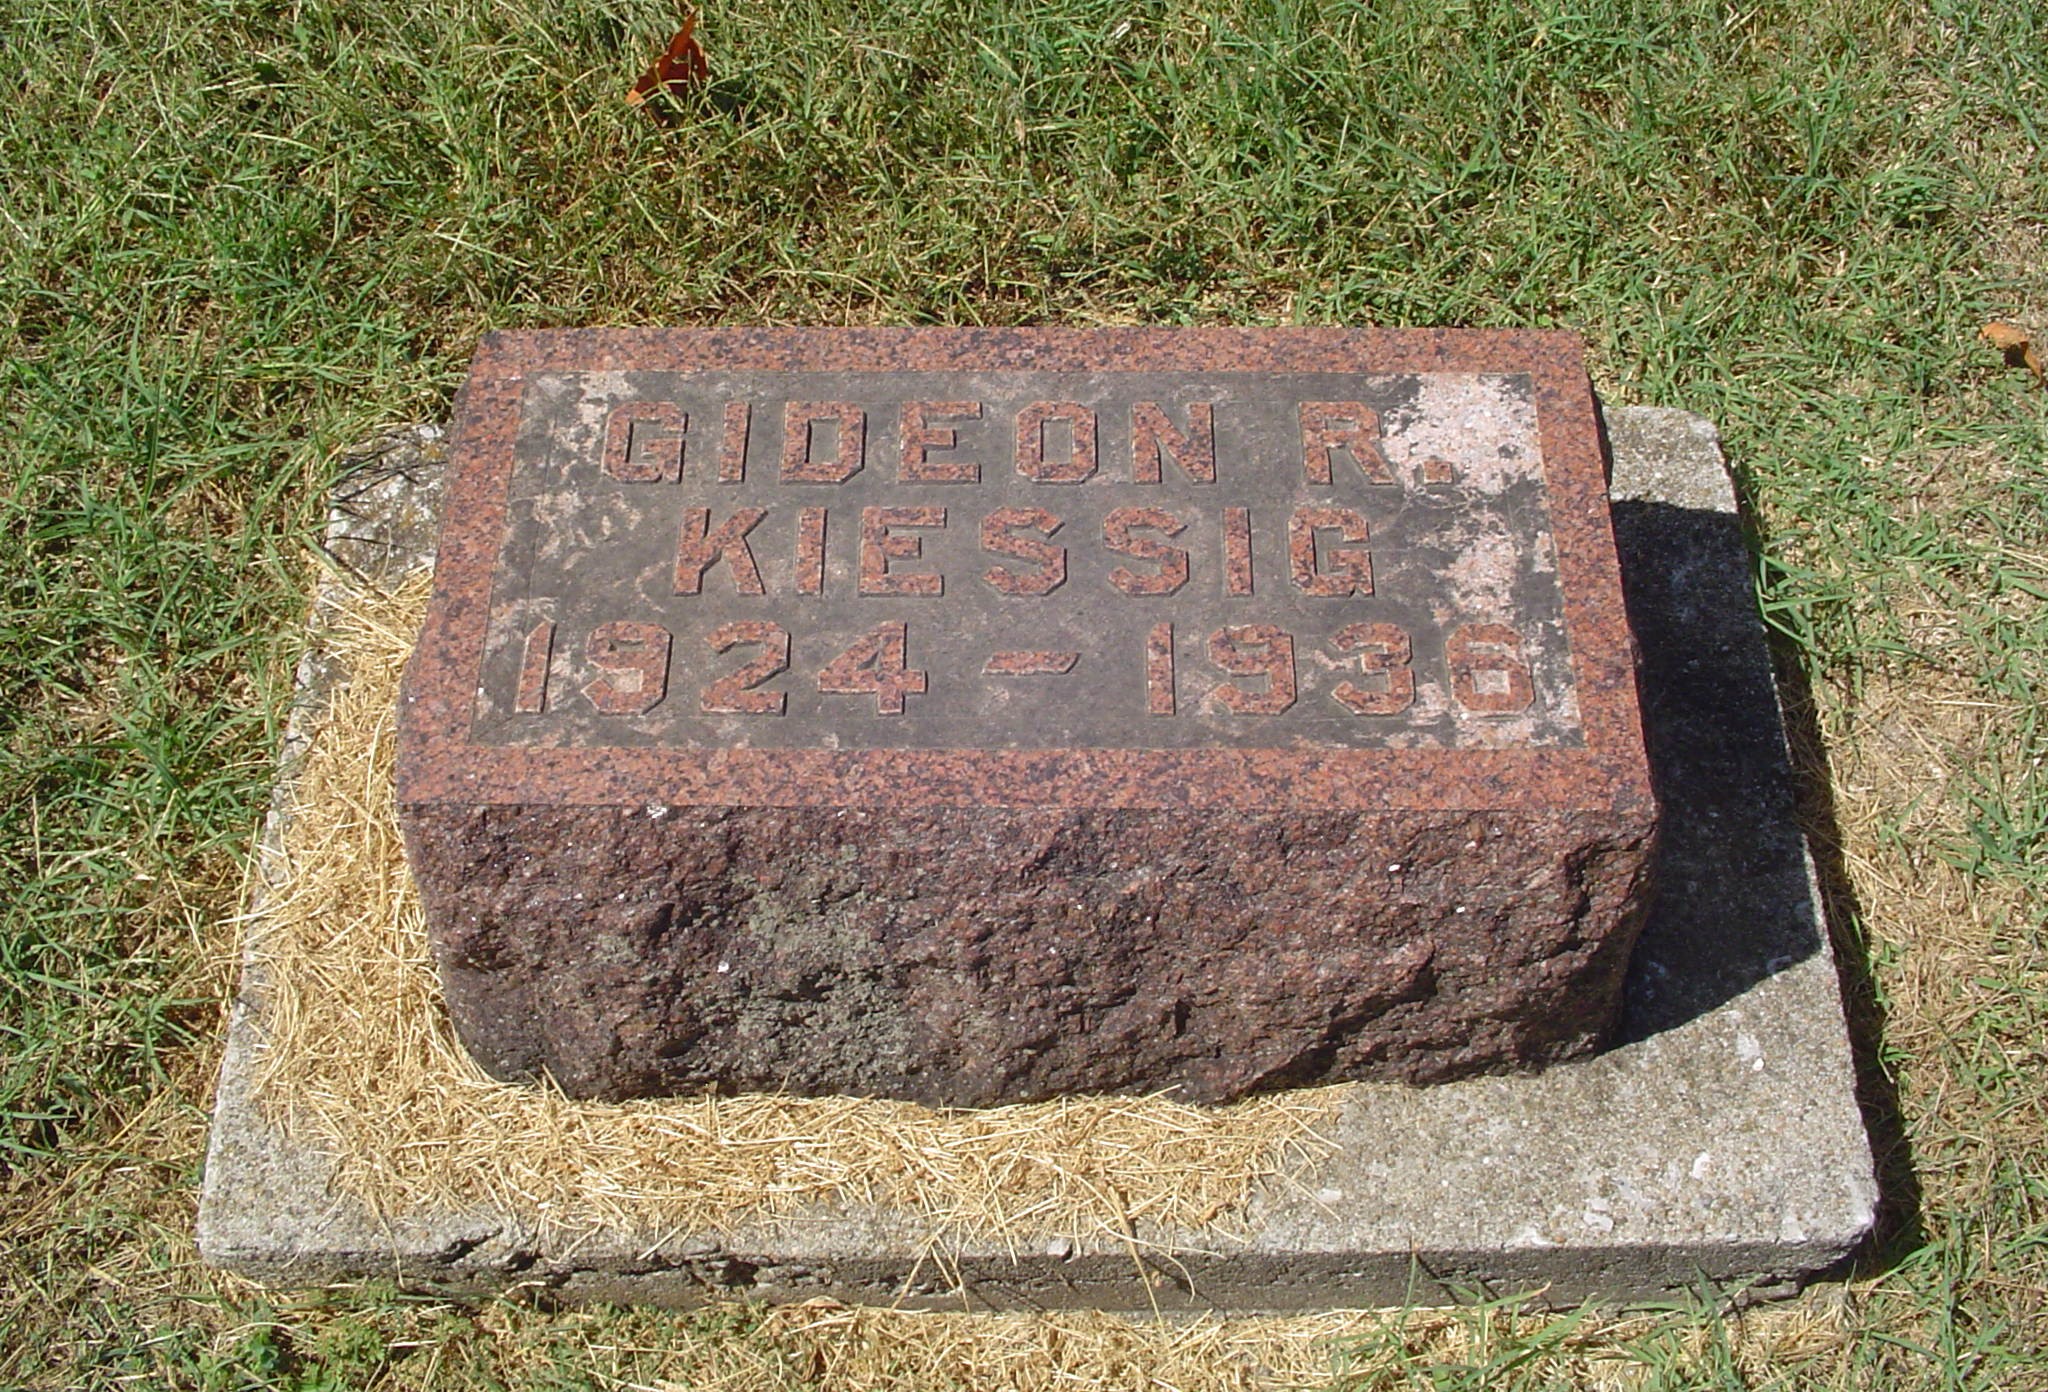 GIDEON R.
KIESSIG
1924 - 1936